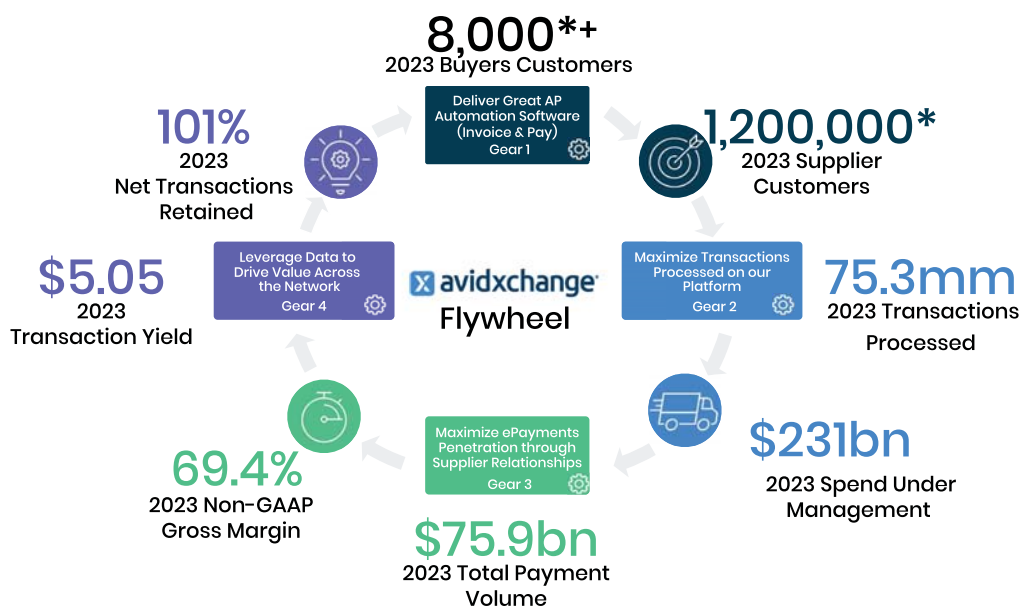 8,000*+
2023 Buyers Customers
Deliver Great AP
Automation Software
(Invoice & Pay)
Gear 1
1,200,000*
2023 Supplier
Customers
Maximize Transactions
Processed on our
Platform
Gear 2
75.3mm
2023 Transactions
Processed
$231bn
2023 Spend Under
Management
Maximize ePayments
Penetration through
Supplier Relationships
Gear 3
$75.9bn
2023 Total Payment
Volume
69.4%
2023 Non-GAAP
Gross Margin
Leverage Data to
Drive Value Across
the Network
Gear 4
$5.05
2023
Transaction Yield
101%
2023
Net Transactions
Retained
X avidxchange
Flywheel